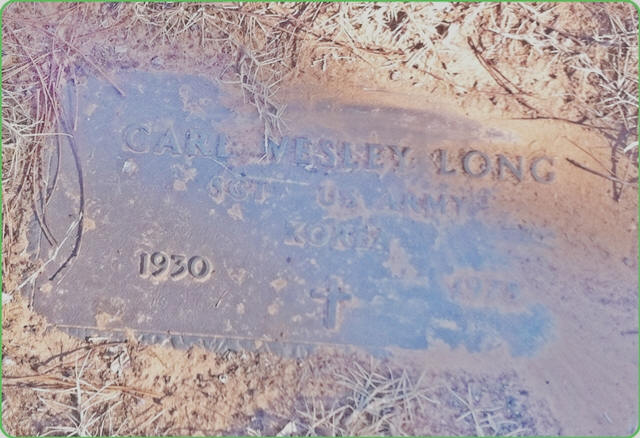 CARL WESLEY LONG
SGT US ARMY
KOREA
1930